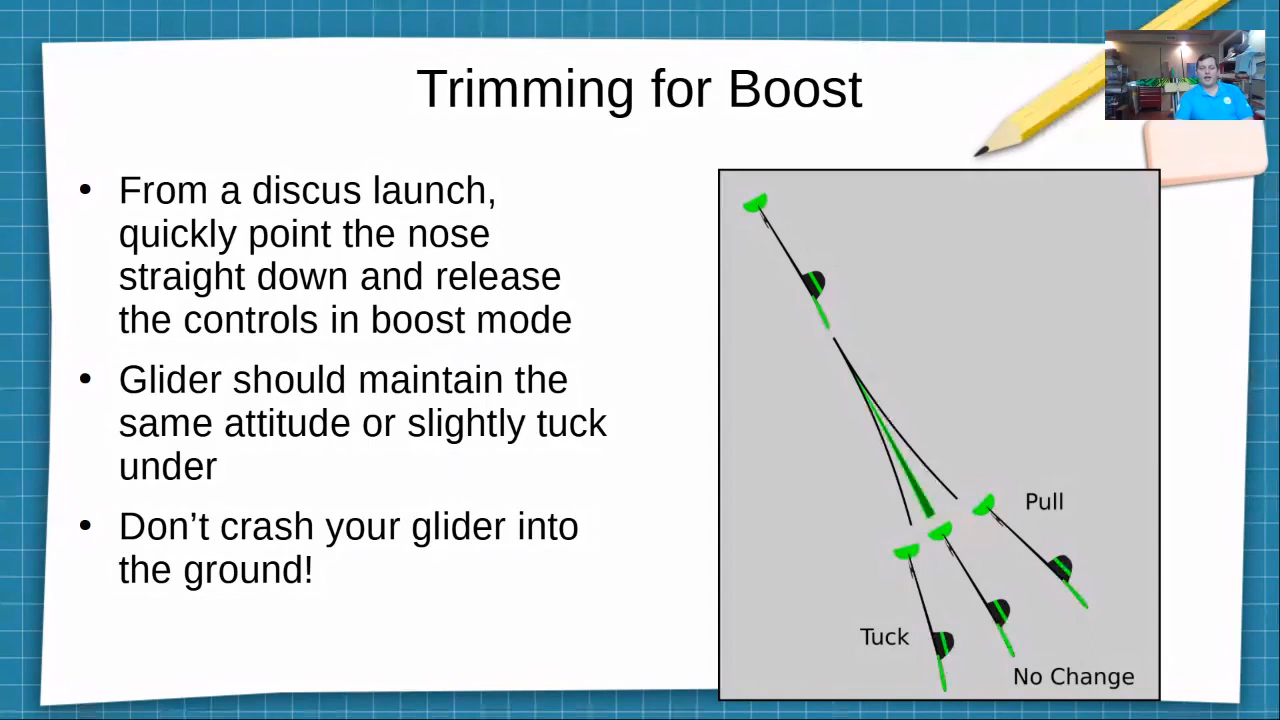 Trimming for Boost
• From a discus launch,
quickly point the nose
straight down and release
the controls in boost mode
• Glider should maintain the
same attitude or slightly tuck
under
• Don’t crash your glider into
the ground!
Pull
Tuck
No Change